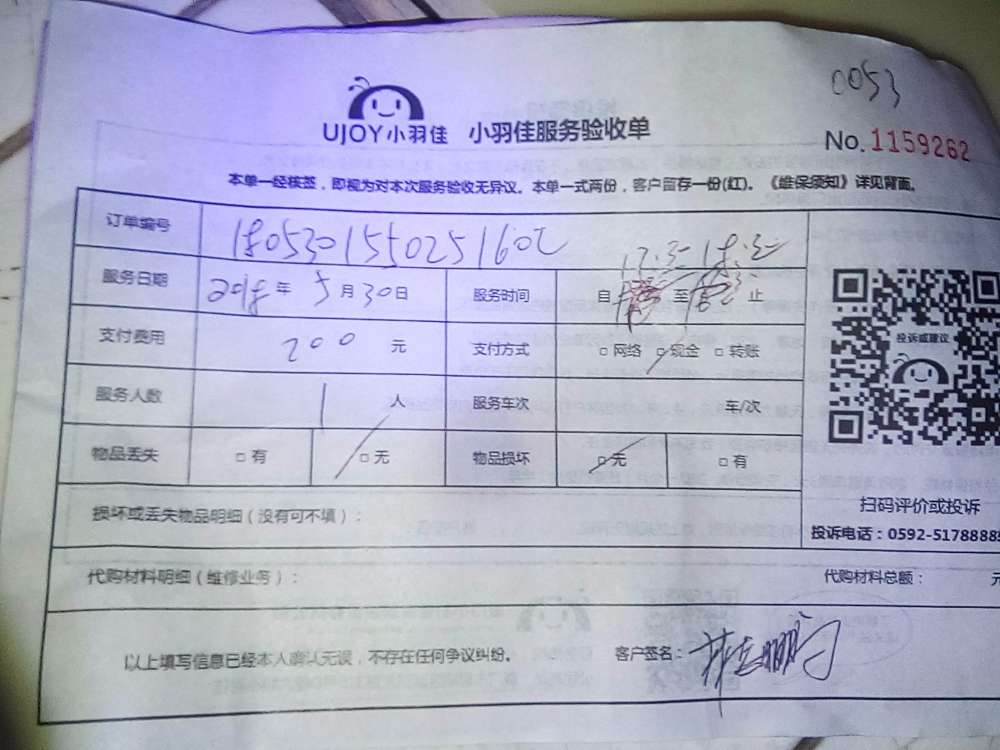 0053
UJOY小羽佳 小羽佳服务验收单
No. 1159262
本单一经核签，即视为对本次服务验收无异议。本单一式两份，客户留存一份(红)。《维保须知》详见背面。
订单编号
服务日期 2018年 5月30日 服务时间 自 至 止
支付费用 200 元 支付方式 □网络 □现金 □转账
服务人数 1 人 服务车次 车/次
物品丢失 □有 □无 物品损坏 □无 □有
投诉或建议
扫码评价或投诉
投诉电话：0592-5178888
损坏或丢失物品明细（没有可不填）：
代购材料明细（维修业务）： 代购材料总额： 元
以上填写信息已经本人确认无误，不存在任何争议纠纷。 客户签名：